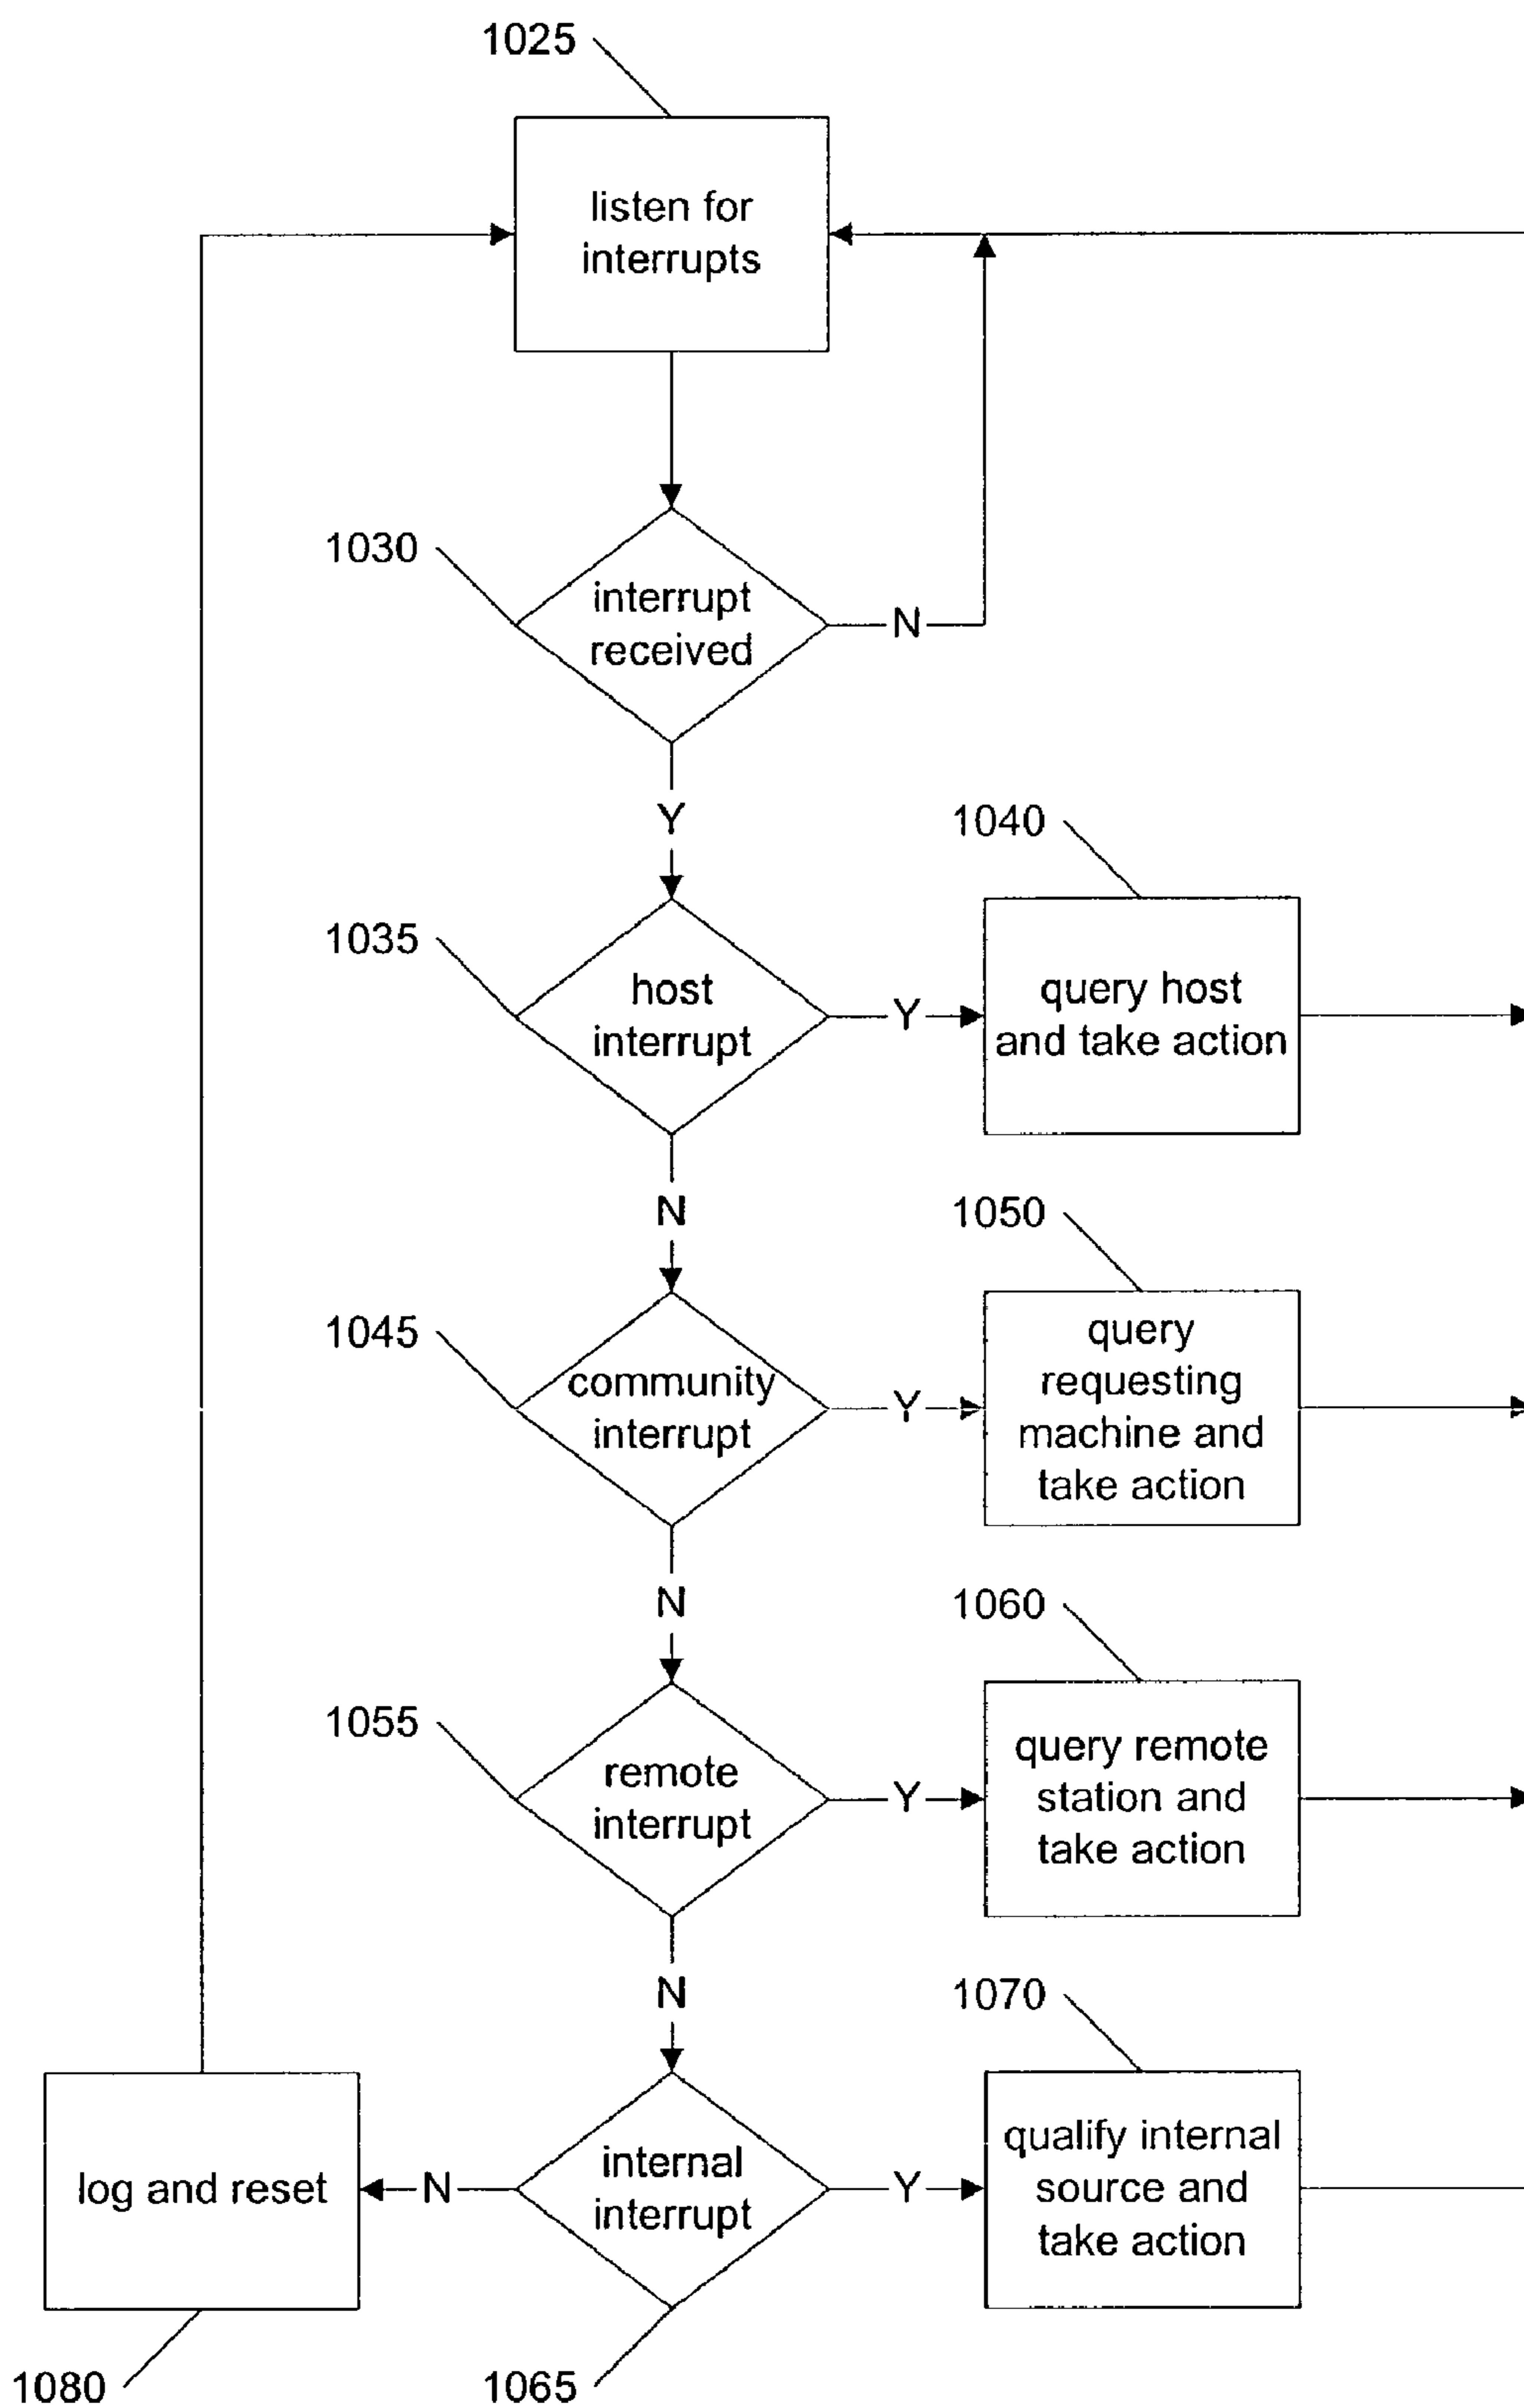 1025
listen for
interrupts
1030
interrupt
received
N
Y
1035
host
interrupt
Y
1040
query host
and take action
N
1045
community
interrupt
Y
1050
query
requesting
machine and
take action
N
1055
remote
interrupt
Y
1060
query remote
station and
take action
N
1065
internal
interrupt
Y
1070
qualify internal
source and
take action
N
log and reset
1080